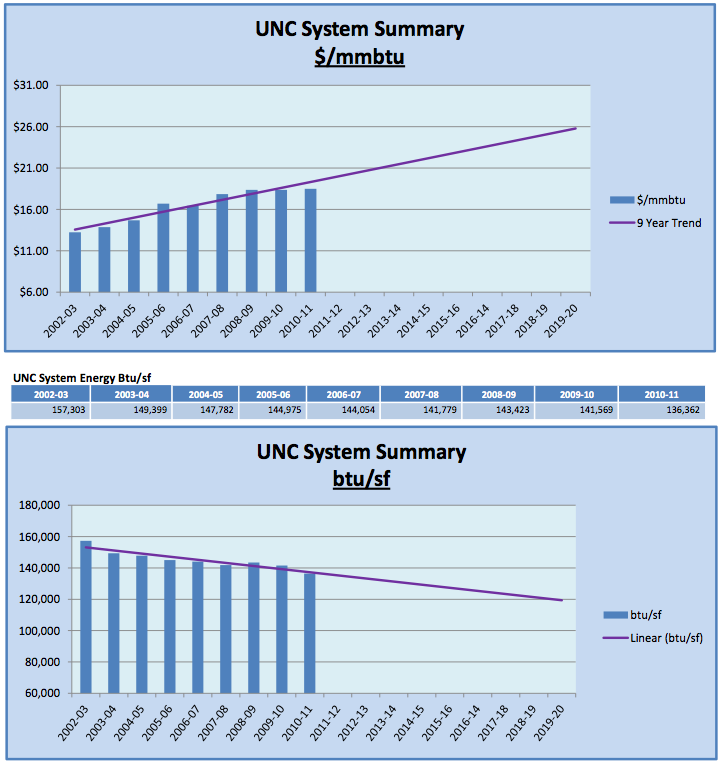 UNC System Summary
$/mmbtu
$31.00
$26.00
$21.00
$16.00
$11.00
$6.00
2002-03 2003-04 2004-05 2005-06 2006-07 2007-08 2008-09 2009-10 2010-11 2011-12 2012-13 2013-14 2014-15 2015-16 2016-14 2017-18 2018-19 2019-20
$/mmbtu
9 Year Trend
UNC System Energy Btu/sf
2002-03 2003-04 2004-05 2005-06 2006-07 2007-08 2008-09 2009-10 2010-11
157,303 149,399 147,782 144,975 144,054 141,779 143,423 141,569 136,362
UNC System Summary
btu/sf
180,000
160,000
140,000
120,000
100,000
80,000
60,000
2002-03 2003-04 2004-05 2005-06 2006-07 2007-08 2008-09 2009-10 2010-11 2011-12 2012-13 2013-14 2014-15 2015-16 2016-14 2017-18 2018-19 2019-20
btu/sf
Linear (btu/sf)